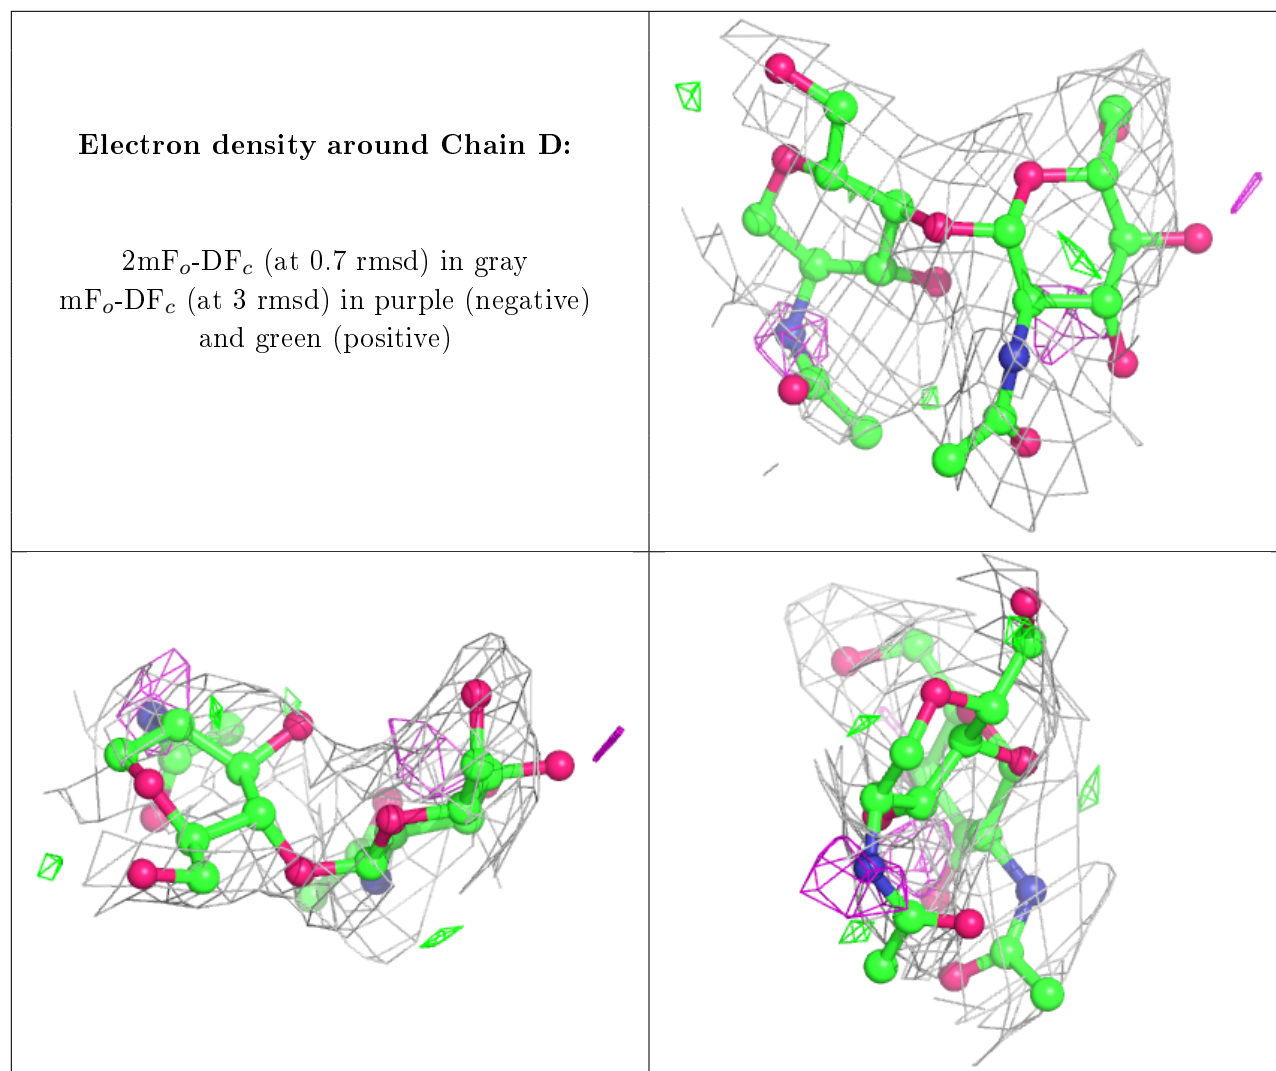 Electron density around Chain D:
2mFo-DFc (at 0.7 rmsd) in gray
mFo-DFc (at 3 rmsd) in purple (negative)
and green (positive)